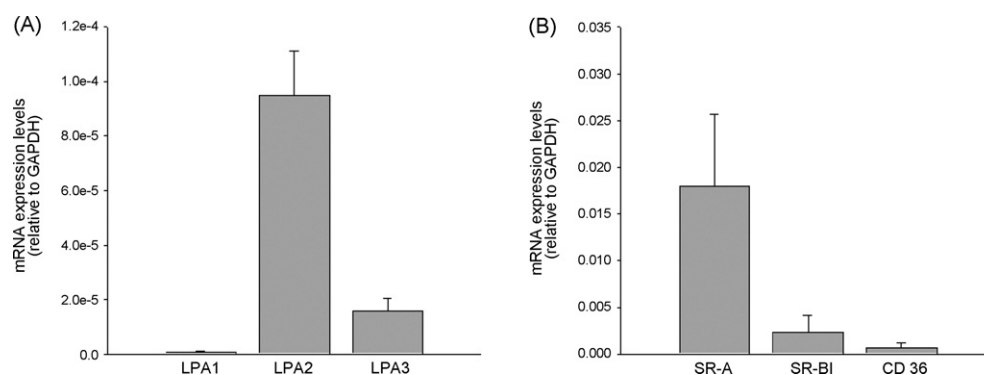 (A)
mRNA expression levels
(relative to GAPDH)
1.2e-4
1.0e-4
8.0e-5
6.0e-5
4.0e-5
2.0e-5
0.0
LPA1 LPA2 LPA3
(B)
mRNA expression levels
(relative to GAPDH)
0.035
0.030
0.025
0.020
0.015
0.010
0.005
0.000
SR-A SR-BI CD 36